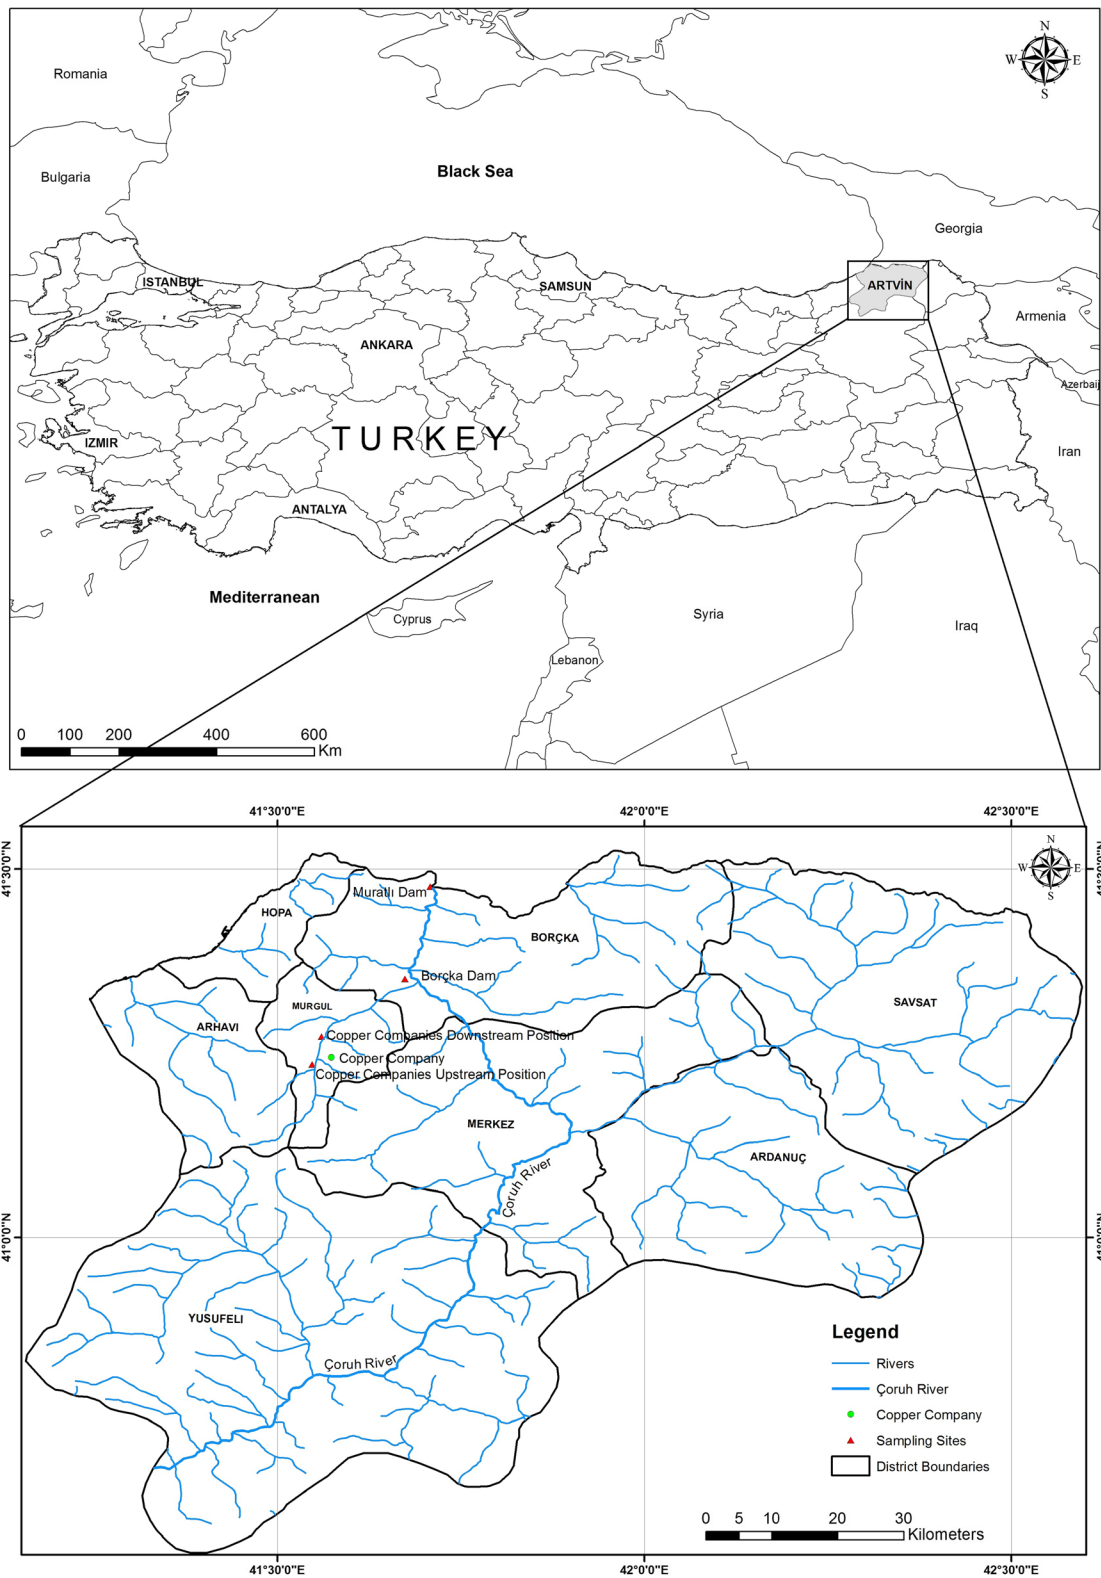 N
W E
S
Romania
Black Sea
Bulgaria
Georgia
ISTANBUL
SAMSUN
ARTVİN
Armenia
ANKARA
Azerbaij
TURKEY
IZMIR
Iran
ANTALYA
Mediterranean
Cyprus
Syria
Iraq
Lebanon
0 100 200 400 600
Km
41°30'0"E 42°0'0"E 42°30'0"E
41°30'0"N
N
W E
S
Muratlı Dam
HOPA
BORÇKA
Borçka Dam
SAVSAT
MURGUL
ARHAVI
Copper Companies Downstream Position
Copper Company
Copper Companies Upstream Position
MERKEZ
ARDANUÇ
Çoruh River
41°0'0"N
41°0'0"N
YUSUFELI
Çoruh River
Legend
Rivers
Çoruh River
Copper Company
Sampling Sites
District Boundaries
0 5 10 20 30
Kilometers
41°30'0"E 42°0'0"E 42°30'0"E